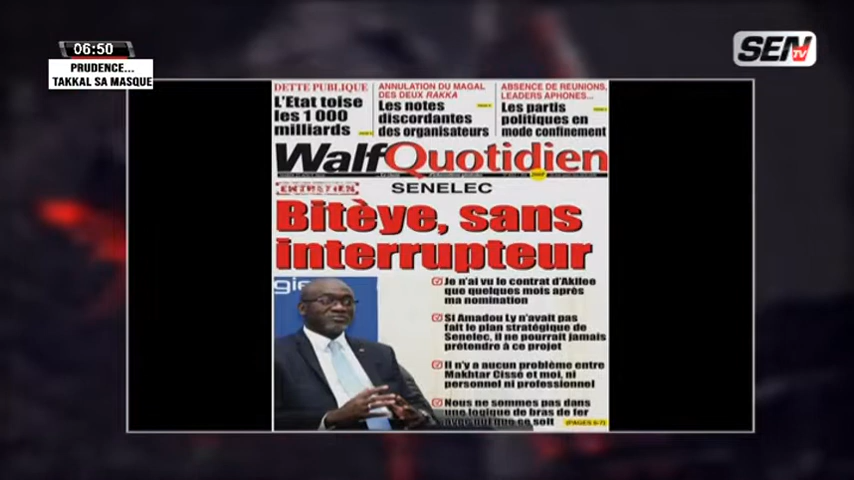 06:50
PRUDENCE...
TAKKAL SA MASQUE
SEN TV
DETTE PUBLIQUE
L'Etat toise
les 1 000
milliards
ANNULATION DU MAGAL
DES DEUX RAKKA
Les notes
discordantes
des organisateurs
ABSENCE DE REUNIONS,
LEADERS APHONES...
Les partis
politiques en
mode confinement
WalfQuotidien
ENTRETIEN
SENELEC
Bitèye, sans
interrupteur
gie
Je n'ai vu le contrat d'Akilee
que quelques mois après
ma nomination
Si Amadou Ly n'avait pas
fait le plan stratégique de
Senelec, il ne pourrait jamais
prétendre à ce projet
Il n'y a aucun problème entre
Makhtar Cissé et moi, ni
personnel ni professionnel
Nous ne sommes pas dans
une logique de bras de fer
avec qui que ce soit
(PAGES 6-7)